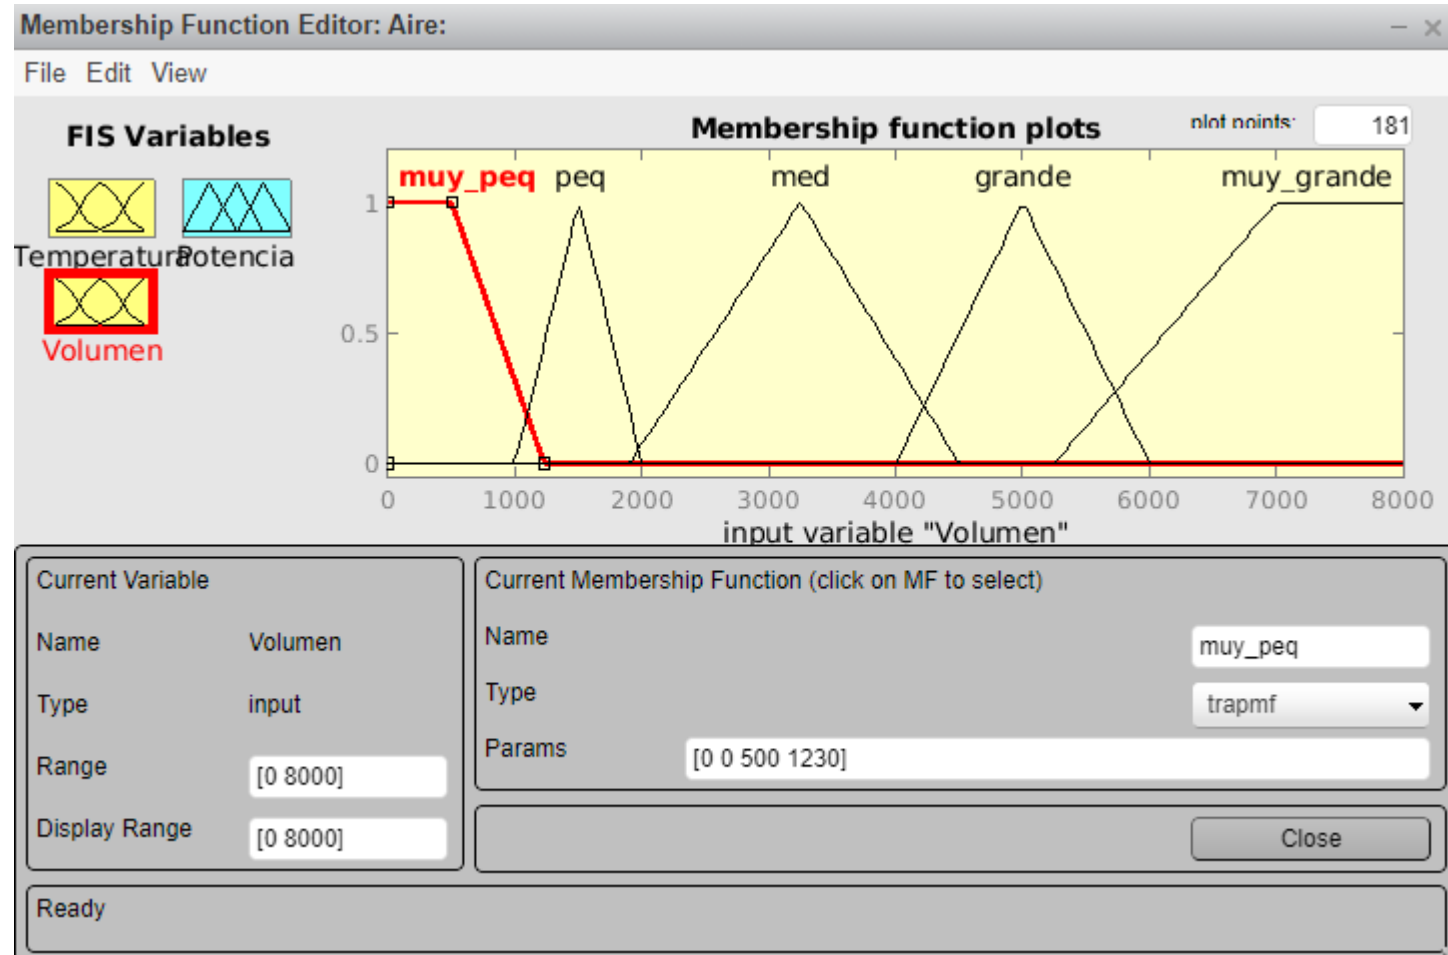 Membership Function Editor: Aire:
File Edit View
FIS Variables
Temperatura
Potencia
Volumen
Membership function plots
plot points: 181
muy_peq peq med grande muy_grande
1
0.5
0
0 1000 2000 3000 4000 5000 6000 7000 8000
input variable "Volumen"
Current Variable
Name Volumen
Type input
Range [0 8000]
Display Range [0 8000]
Current Membership Function (click on MF to select)
Name muy_peq
Type trapmf
Params [0 0 500 1230]
Close
Ready